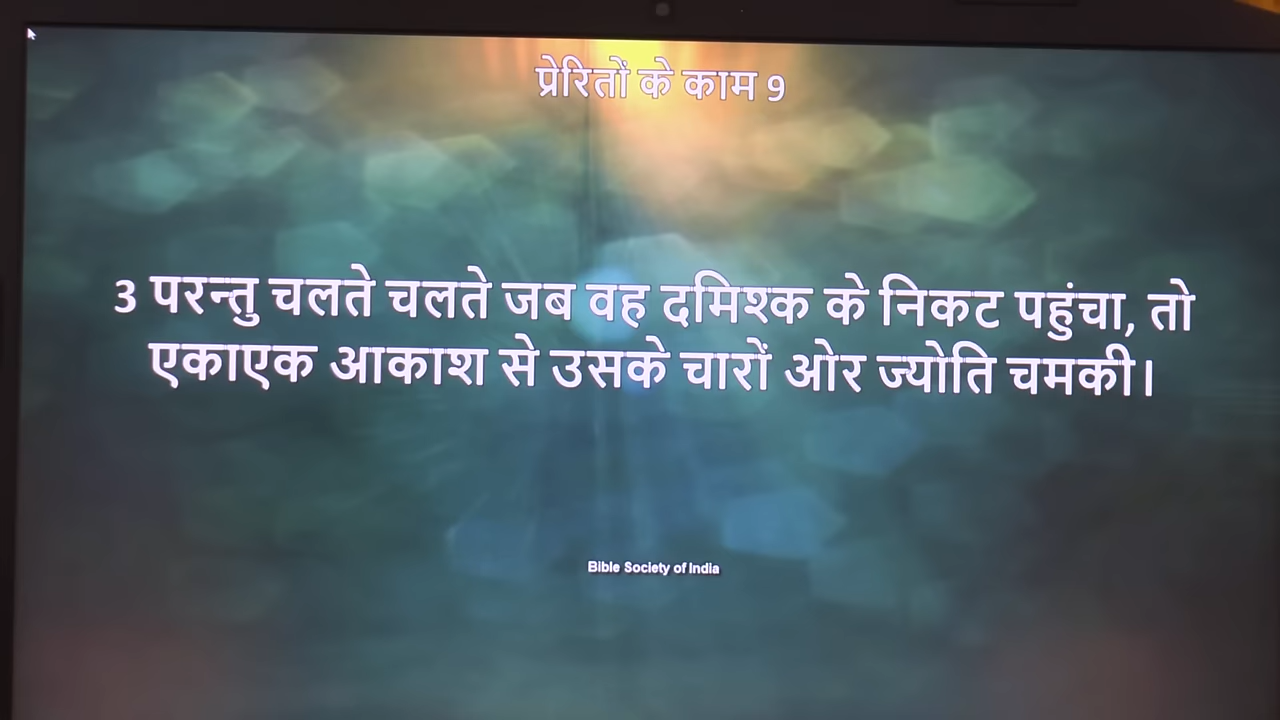 प्रेरितों के काम 9
3 परन्तु चलते चलते जब वह दमिश्क के निकट पहुंचा, तो
एकाएक आकाश से उसके चारों ओर ज्योति चमकी।
Bible Society of India